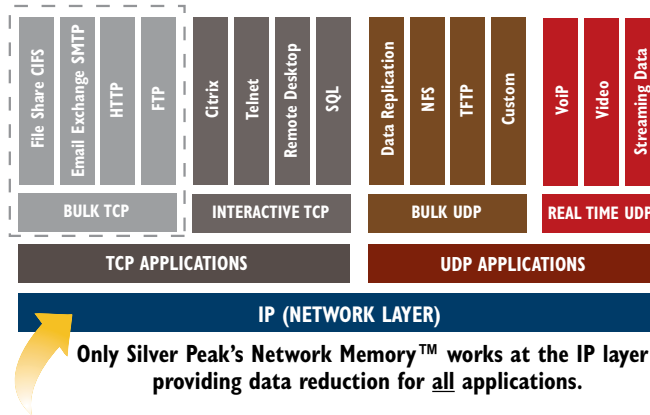 File Share CIFS
Email Exchange SMTP
HTTP
FTP
Citrix
Telnet
Remote Desktop
SQL
Data Replication
NFS
TFTP
Custom
VoiP
Video
Streaming Data
BULK TCP
INTERACTIVE TCP
BULK UDP
REAL TIME UDP
TCP APPLICATIONS
UDP APPLICATIONS
IP (NETWORK LAYER)
Only Silver Peak's Network Memory™ works at the IP layer
providing data reduction for all applications.